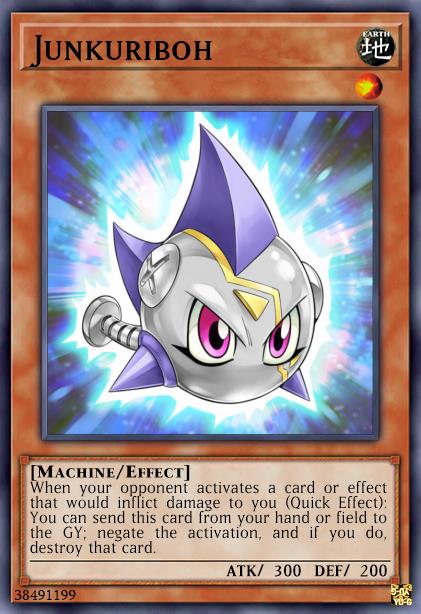 JUNKURIBOH
EARTH
地
[MACHINE/EFFECT]
When your opponent activates a card or effect
that would inflict damage to you (Quick Effect):
You can send this card from your hand or field to
the GY; negate the activation, and if you do,
destroy that card.
ATK/ 300 DEF/ 200
38491199